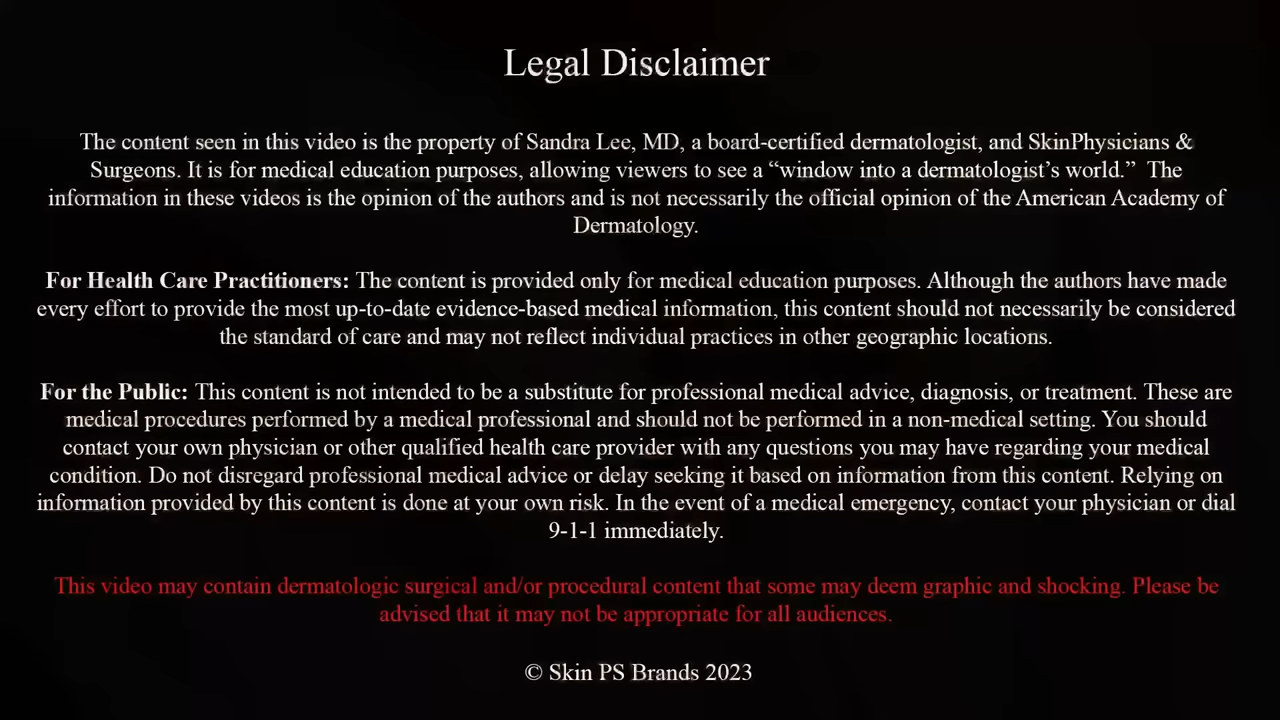 Legal Disclaimer
The content seen in this video is the property of Sandra Lee, MD, a board-certified dermatologist, and SkinPhysicians &
Surgeons. It is for medical education purposes, allowing viewers to see a “window into a dermatologist’s world.” The
information in these videos is the opinion of the authors and is not necessarily the official opinion of the American Academy of
Dermatology.
For Health Care Practitioners: The content is provided only for medical education purposes. Although the authors have made
every effort to provide the most up-to-date evidence-based medical information, this content should not necessarily be considered
the standard of care and may not reflect individual practices in other geographic locations.
For the Public: This content is not intended to be a substitute for professional medical advice, diagnosis, or treatment. These are
medical procedures performed by a medical professional and should not be performed in a non-medical setting. You should
contact your own physician or other qualified health care provider with any questions you may have regarding your medical
condition. Do not disregard professional medical advice or delay seeking it based on information from this content. Relying on
information provided by this content is done at your own risk. In the event of a medical emergency, contact your physician or dial
9-1-1 immediately.
This video may contain dermatologic surgical and/or procedural content that some may deem graphic and shocking. Please be
advised that it may not be appropriate for all audiences.
© Skin PS Brands 2023